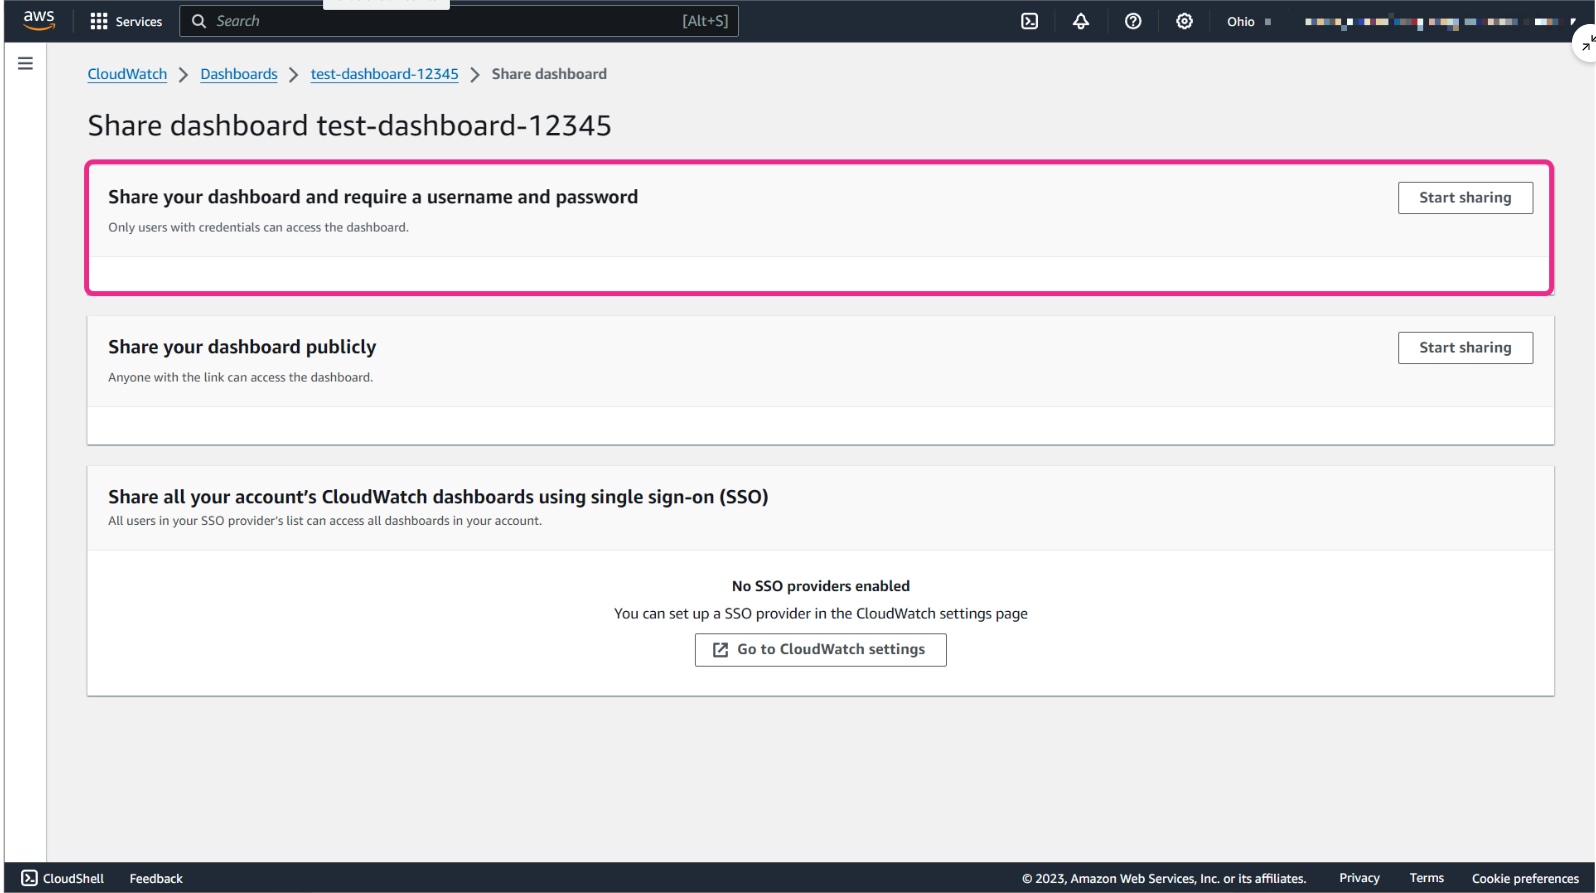 aws Services Search [Alt+S] Ohio
CloudWatch Dashboards test-dashboard-12345 Share dashboard
Share dashboard test-dashboard-12345
Share your dashboard and require a username and password Start sharing
Only users with credentials can access the dashboard.
Share your dashboard publicly Start sharing
Anyone with the link can access the dashboard.
Share all your account’s CloudWatch dashboards using single sign-on (SSO)
All users in your SSO provider's list can access all dashboards in your account.
No SSO providers enabled
You can set up a SSO provider in the CloudWatch settings page
Go to CloudWatch settings
CloudShell Feedback © 2023, Amazon Web Services, Inc. or its affiliates. Privacy Terms Cookie preferences